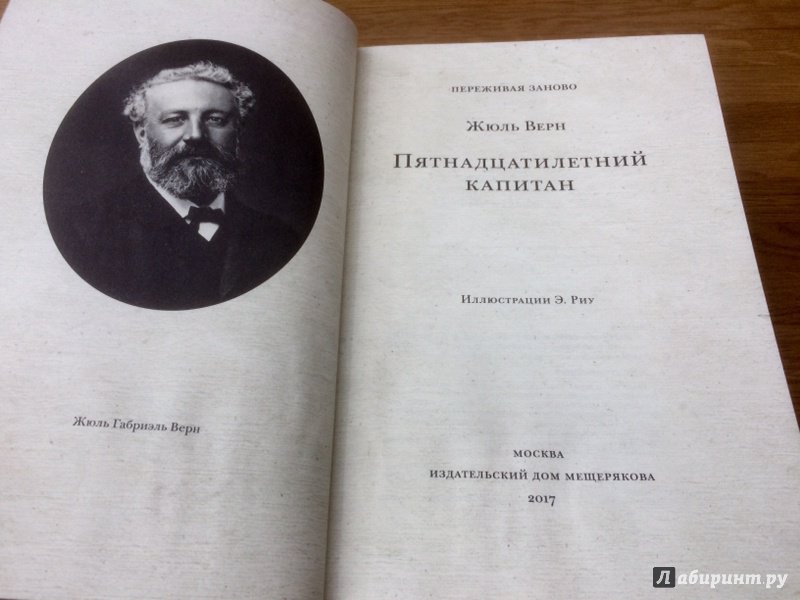 Жюль Габриэль Верн
ПЕРЕЖИВАЯ ЗАНОВО
Жюль Верн
Пятнадцатилетний
капитан
Иллюстрации Э. Риу
МОСКВА
ИЗДАТЕЛЬСКИЙ ДОМ МЕЩЕРЯКОВА
2017
Лабиринт.ру